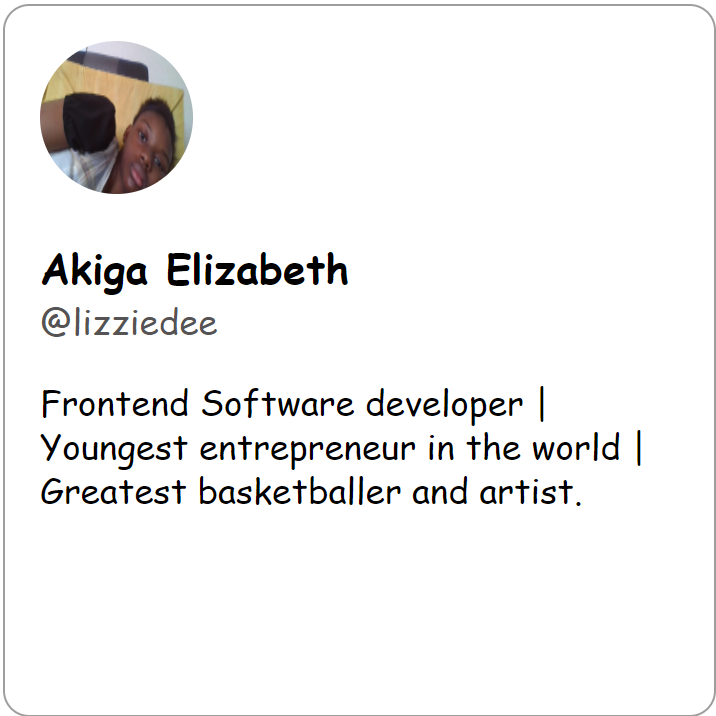 Akiga Elizabeth
@lizziedee
Frontend Software developer |
Youngest entrepreneur in the world |
Greatest basketballer and artist.